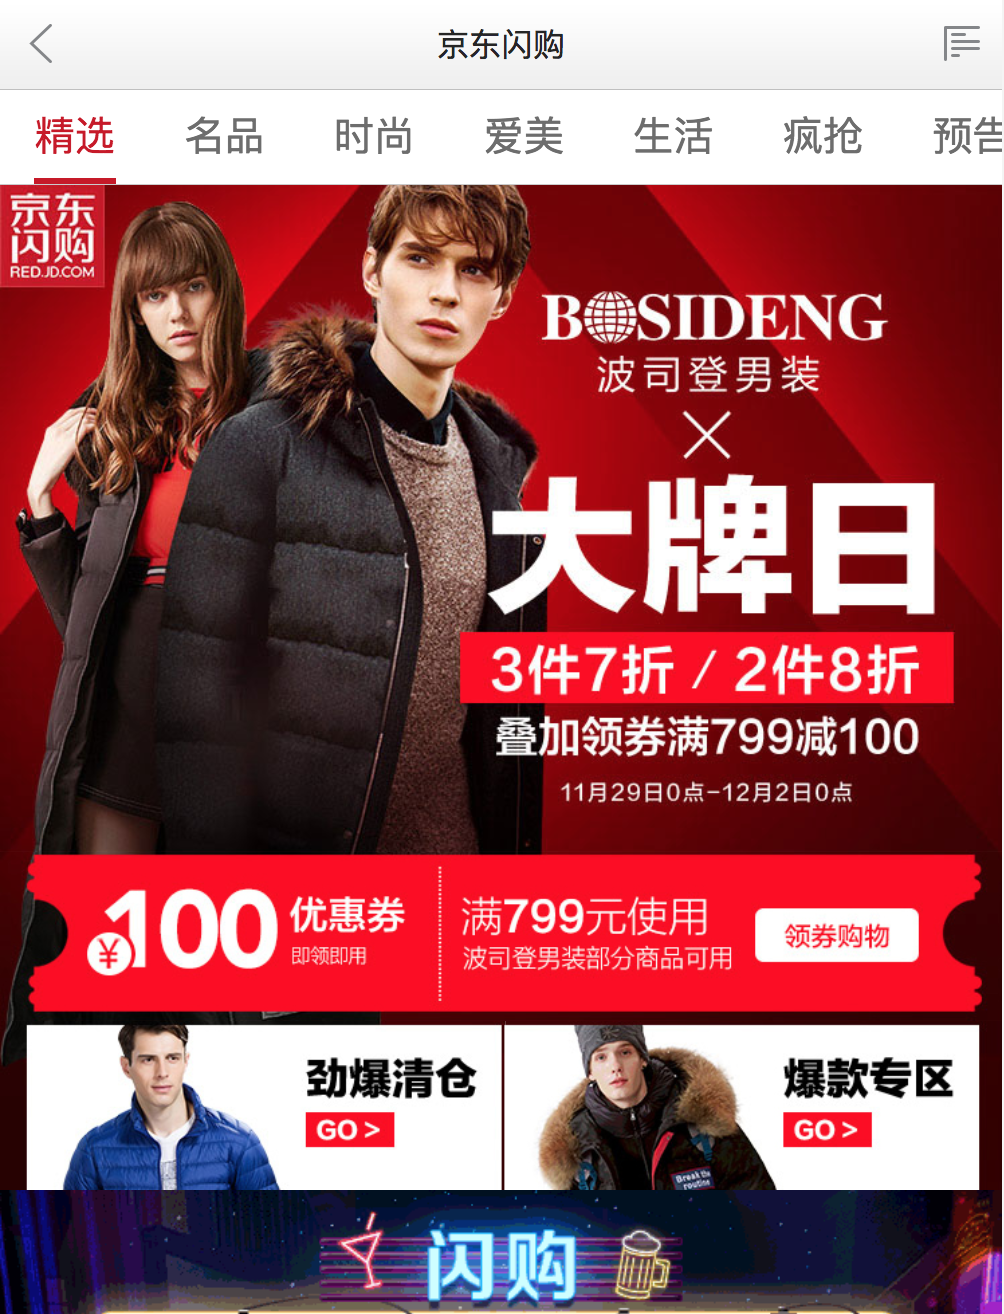 京东闪购
精选 名品 时尚 爱美 生活 疯抢 预告
京东
闪购
RED.JD.COM
BOSIDENG
波司登男装
×
大牌日
3件7折 / 2件8折
叠加领券满799减100
11月29日0点-12月2日0点
¥100 优惠券
即领即用
满799元使用
波司登男装部分商品可用
领券购物
劲爆清仓
GO >
爆款专区
GO >
Break the
routine
闪购